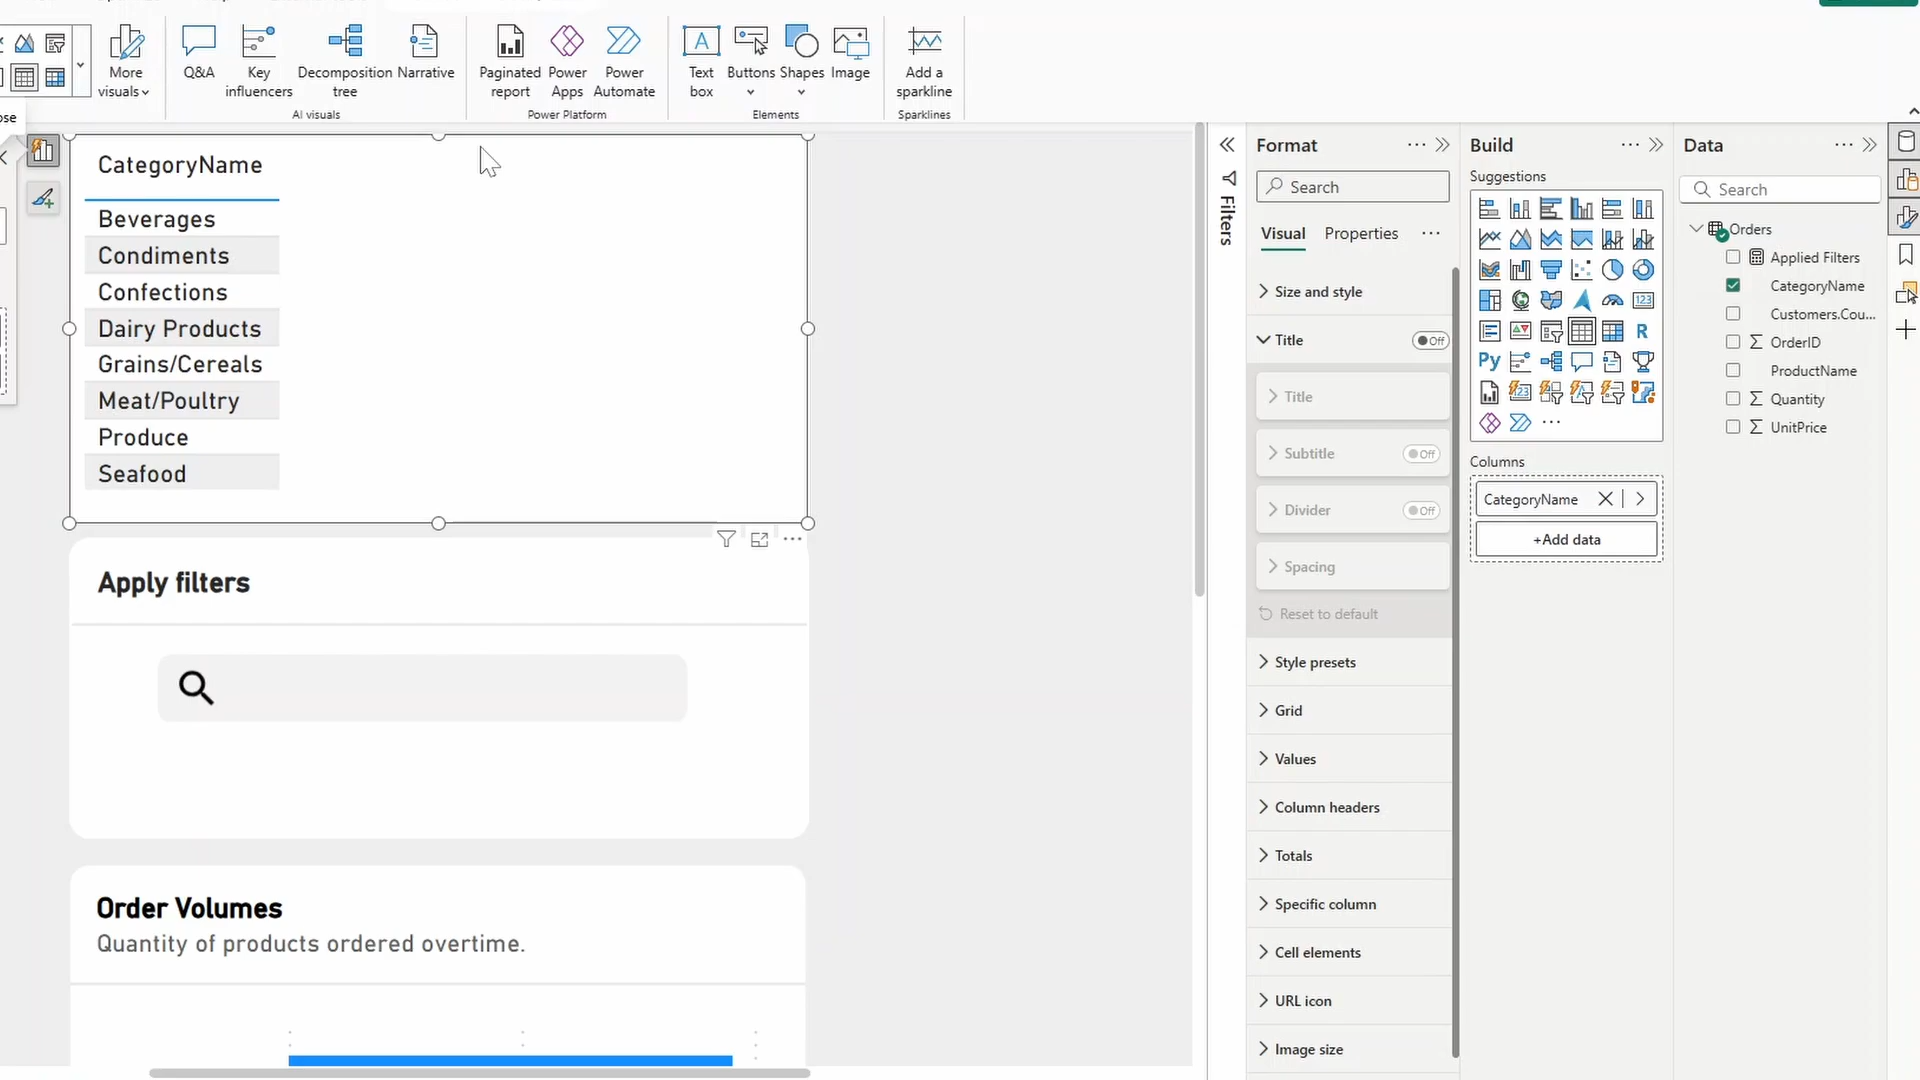 More visuals
Q&A
Key influencers
Decomposition tree
Narrative
Paginated report
Power Apps
Power Automate
Text box
Buttons
Shapes
Image
Add a sparkline
AI visuals
Power Platform
Elements
Sparklines
ose
CategoryName
Beverages
Condiments
Confections
Dairy Products
Grains/Cereals
Meat/Poultry
Produce
Seafood
Apply filters
Order Volumes
Quantity of products ordered overtime.
Filters
Format
Search
Visual
Properties
Size and style
Title
Off
Title
Subtitle
Off
Divider
Off
Spacing
Reset to default
Style presets
Grid
Values
Column headers
Totals
Specific column
Cell elements
URL icon
Image size
Build
Suggestions
123
R
Py
Columns
CategoryName
+Add data
Data
Search
Orders
Applied Filters
CategoryName
Customers.Cou...
OrderID
ProductName
Quantity
UnitPrice